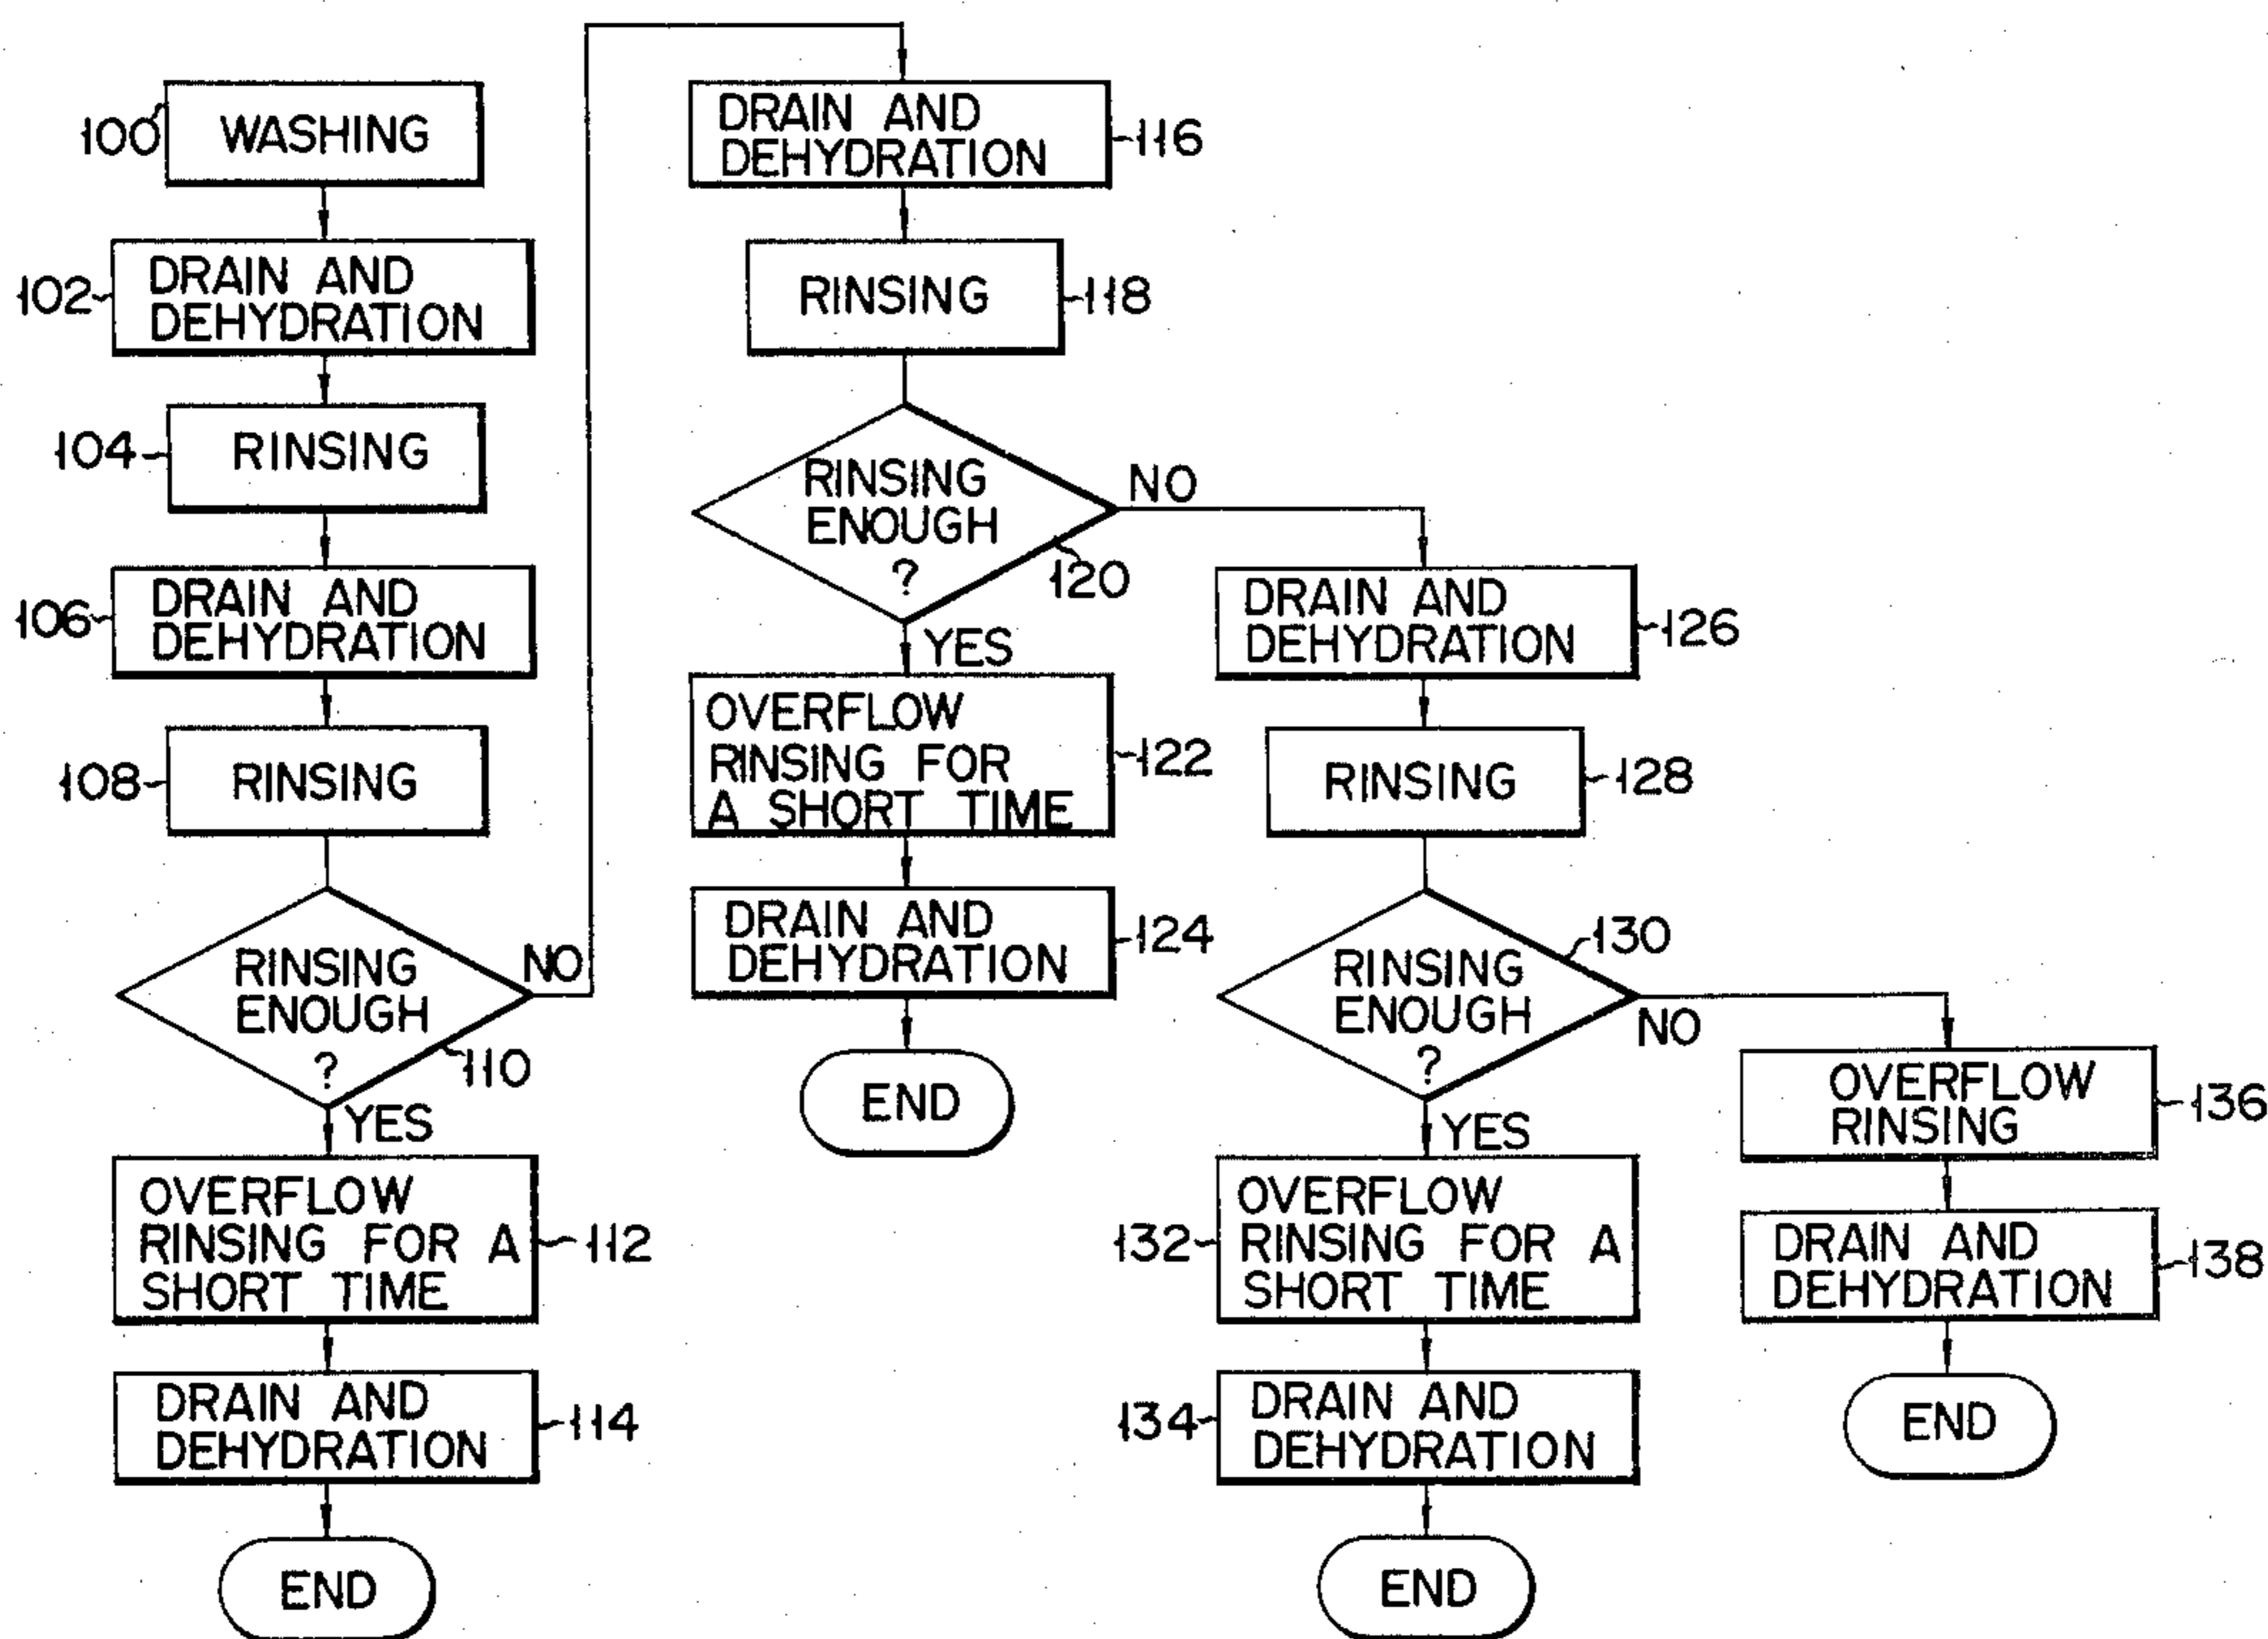 100
WASHING
102
DRAIN AND
DEHYDRATION
104
RINSING
106
DRAIN AND
DEHYDRATION
108
RINSING
RINSING
ENOUGH
?
NO
110
YES
OVERFLOW
RINSING FOR A
SHORT TIME
112
DRAIN AND
DEHYDRATION
114
END
DRAIN AND
DEHYDRATION
116
RINSING
118
RINSING
ENOUGH
?
NO
120
YES
OVERFLOW
RINSING FOR
A SHORT TIME
122
DRAIN AND
DEHYDRATION
124
END
DRAIN AND
DEHYDRATION
126
RINSING
128
RINSING
ENOUGH
?
130
NO
YES
132
OVERFLOW
RINSING FOR A
SHORT TIME
134
DRAIN AND
DEHYDRATION
END
OVERFLOW
RINSING
136
DRAIN AND
DEHYDRATION
138
END